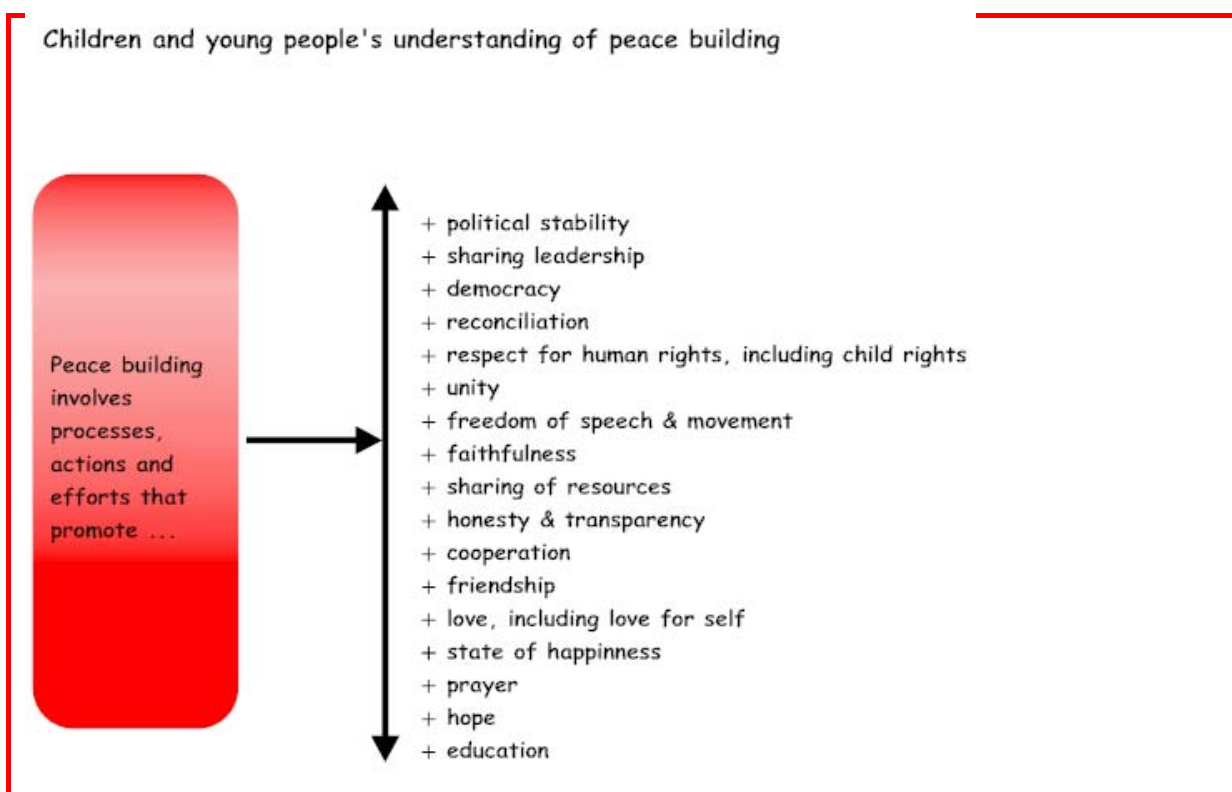 Children and young people's understanding of peace building
Peace building
involves
processes,
actions and
efforts that
promote ...
+ political stability
+ sharing leadership
+ democracy
+ reconciliation
+ respect for human rights, including child rights
+ unity
+ freedom of speech & movement
+ faithfulness
+ sharing of resources
+ honesty & transparency
+ cooperation
+ friendship
+ love, including love for self
+ state of happinness
+ prayer
+ hope
+ education